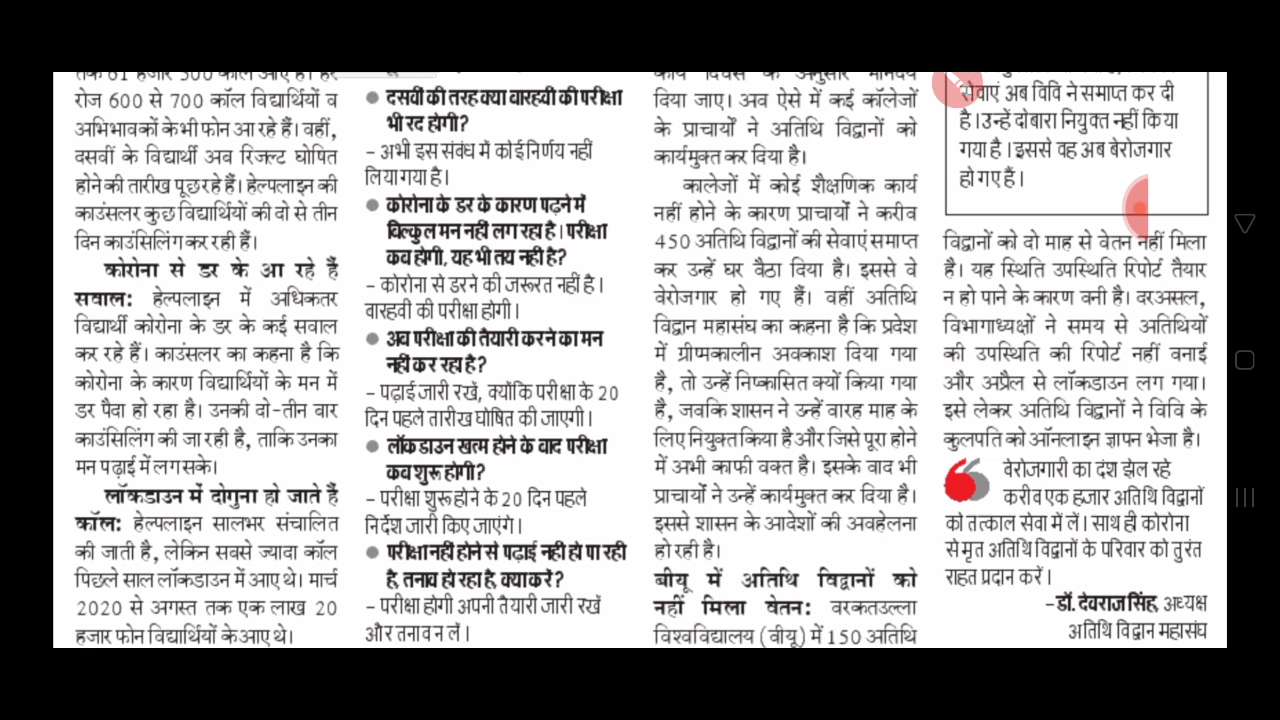 तक 61 हजार 500 कॉल आए हैं। हर
रोज 600 से 700 कॉल विद्यार्थियों व
अभिभावकों के भी फोन आ रहे हैं। वहीं,
दसवीं के विद्यार्थी अब रिजल्ट घोषित
होने की तारीख पूछ रहे हैं। हेल्पलाइन की
काउंसलर कुछ विद्यार्थियों की दो से तीन
दिन काउंसिलिंग कर रही हैं।
कोरोना से डर के आ रहे हैं
सवाल: हेल्पलाइन में अधिकतर
विद्यार्थी कोरोना के डर के कई सवाल
कर रहे हैं। काउंसलर का कहना है कि
कोरोना के कारण विद्यार्थियों के मन में
डर पैदा हो रहा है। उनकी दो-तीन बार
काउंसिलिंग की जा रही है, ताकि उनका
मन पढ़ाई में लग सके।
लॉकडाउन में दोगुना हो जाते हैं
कॉल: हेल्पलाइन सालभर संचालित
की जाती है, लेकिन सबसे ज्यादा कॉल
पिछले साल लॉकडाउन में आए थे। मार्च
2020 से अगस्त तक एक लाख 20
हजार फोन विद्यार्थियों के आए थे।
● दसवीं की तरह क्या बारहवीं की परीक्षा
भी रद होगी?
– अभी इस संबंध में कोई निर्णय नहीं
लिया गया है।
● कोरोना के डर के कारण पढ़ने में
बिल्कुल मन नहीं लग रहा है। परीक्षा
कब होगी, यह भी तय नहीं है?
– कोरोना से डरने की जरूरत नहीं है।
बारहवीं की परीक्षा होगी।
● अब परीक्षा की तैयारी करने का मन
नहीं कर रहा है?
– पढ़ाई जारी रखें, क्योंकि परीक्षा के 20
दिन पहले तारीख घोषित की जाएगी।
● लॉकडाउन खत्म होने के बाद परीक्षा
कब शुरू होगी?
– परीक्षा शुरू होने के 20 दिन पहले
निर्देश जारी किए जाएंगे।
● परीक्षा नहीं होने से पढ़ाई नहीं हो पा रही
है, तनाव हो रहा है, क्या करें?
– परीक्षा होगी अपनी तैयारी जारी रखें
और तनाव न लें।
कार्य दिवस के अनुसार मानदेय
दिया जाए। अब ऐसे में कई कॉलेजों
के प्राचार्यों ने अतिथि विद्वानों को
कार्यमुक्त कर दिया है।
कालेजों में कोई शैक्षणिक कार्य
नहीं होने के कारण प्राचार्यों ने करीब
450 अतिथि विद्वानों की सेवाएं समाप्त
कर उन्हें घर बैठा दिया है। इससे वे
बेरोजगार हो गए हैं। वहीं अतिथि
विद्वान महासंघ का कहना है कि प्रदेश
में ग्रीष्मकालीन अवकाश दिया गया
है, तो उन्हें निष्कासित क्यों किया गया
है, जबकि शासन ने उन्हें बारह माह के
लिए नियुक्त किया है और जिसे पूरा होने
में अभी काफी वक्त है। इसके बाद भी
प्राचार्यों ने उन्हें कार्यमुक्त कर दिया है।
इससे शासन के आदेशों की अवहेलना
हो रही है।
बीयू में अतिथि विद्वानों को
नहीं मिला वेतन: बरकतउल्ला
विश्वविद्यालय (बीयू) में 150 अतिथि
सेवाएं अब विवि ने समाप्त कर दी
है। उन्हें दोबारा नियुक्त नहीं किया
गया है। इससे वह अब बेरोजगार
हो गए हैं।
विद्वानों को दो माह से वेतन नहीं मिला
है। यह स्थिति उपस्थिति रिपोर्ट तैयार
न हो पाने के कारण बनी है। दरअसल,
विभागाध्यक्षों ने समय से अतिथियों
की उपस्थिति की रिपोर्ट नहीं बनाई
और अप्रैल से लॉकडाउन लग गया।
इसे लेकर अतिथि विद्वानों ने विवि के
कुलपति को ऑनलाइन ज्ञापन भेजा है।
बेरोजगारी का दंश झेल रहे
करीब एक हजार अतिथि विद्वानों
को तत्काल सेवा में लें। साथ ही कोरोना
से मृत अतिथि विद्वानों के परिवार को तुरंत
राहत प्रदान करें।
–डॉ. देवराज सिंह, अध्यक्ष
अतिथि विद्वान महासंघ